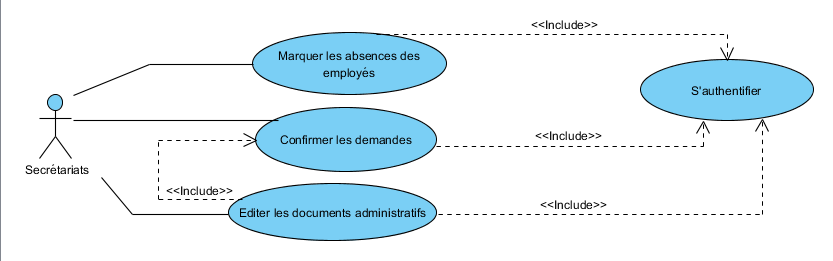 <<Include>>
Marquer les absences des
employés
S'authentifier
<<Include>>
Confirmer les demandes
Secrétariats
<<Include>>
<<Include>>
Editer les documents administratifs